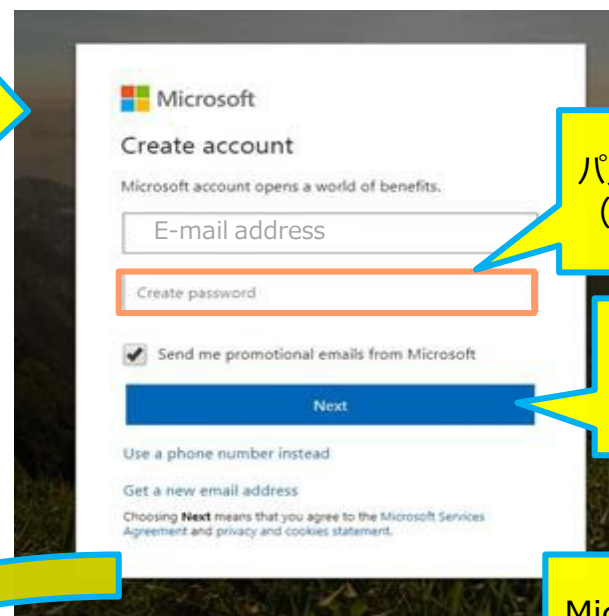 Microsoft
Create account
Microsoft account opens a world of benefits.
E-mail address
パ
(
Create password
Send me promotional emails from Microsoft
Next
Use a phone number instead
Get a new email address
Choosing Next means that you agree to the Microsoft Services
Agreement and privacy and cookies statement.
Mic